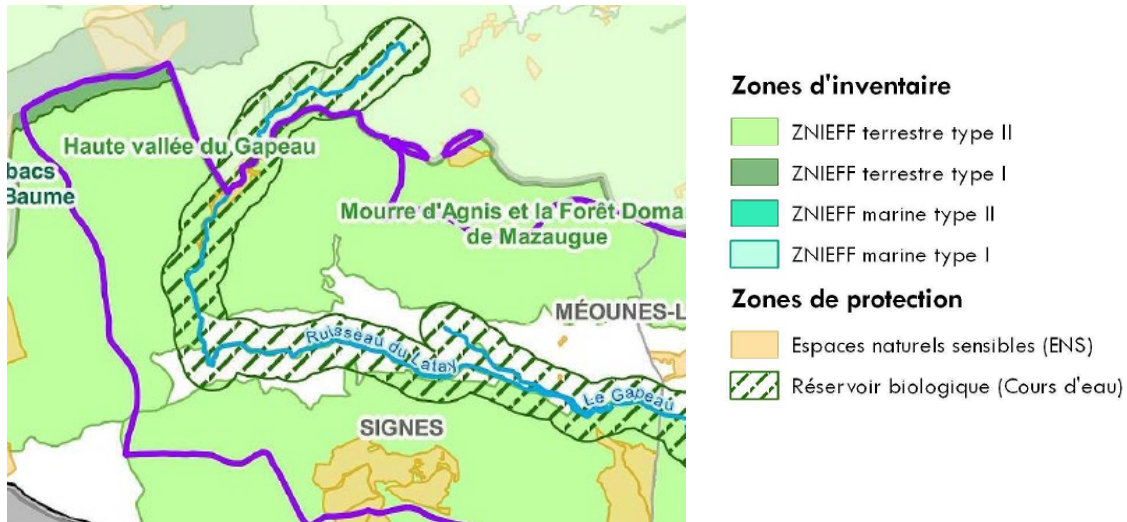 Haute vallée du Gapeau
bacs
Baume
Mourre d'Agnis et la Forêt Doma
de Mazaugue
MÉOUNES-L
Ruisseau du Latay
Le Gapeau
SIGNES
Zones d'inventaire
ZNIEFF terrestre type II
ZNIEFF terrestre type I
ZNIEFF marine type II
ZNIEFF marine type I
Zones de protection
Espaces naturels sensibles (ENS)
Réservoir biologique (Cours d'eau)